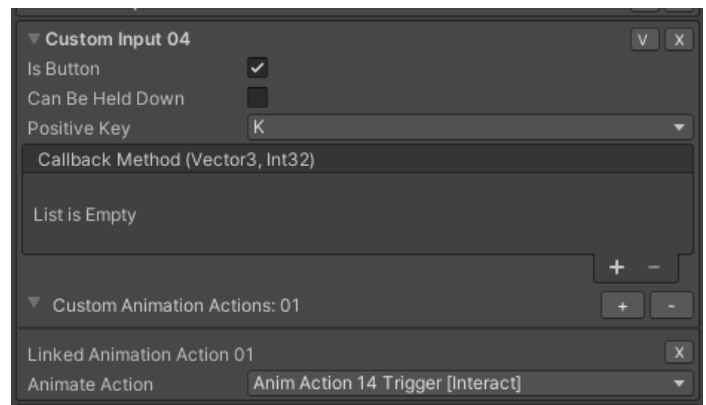 Custom Input 04 V X
Is Button
Can Be Held Down
Positive Key K
Callback Method (Vector3, Int32)
List is Empty
+ −
Custom Animation Actions: 01 + -
Linked Animation Action 01 X
Animate Action Anim Action 14 Trigger [Interact]